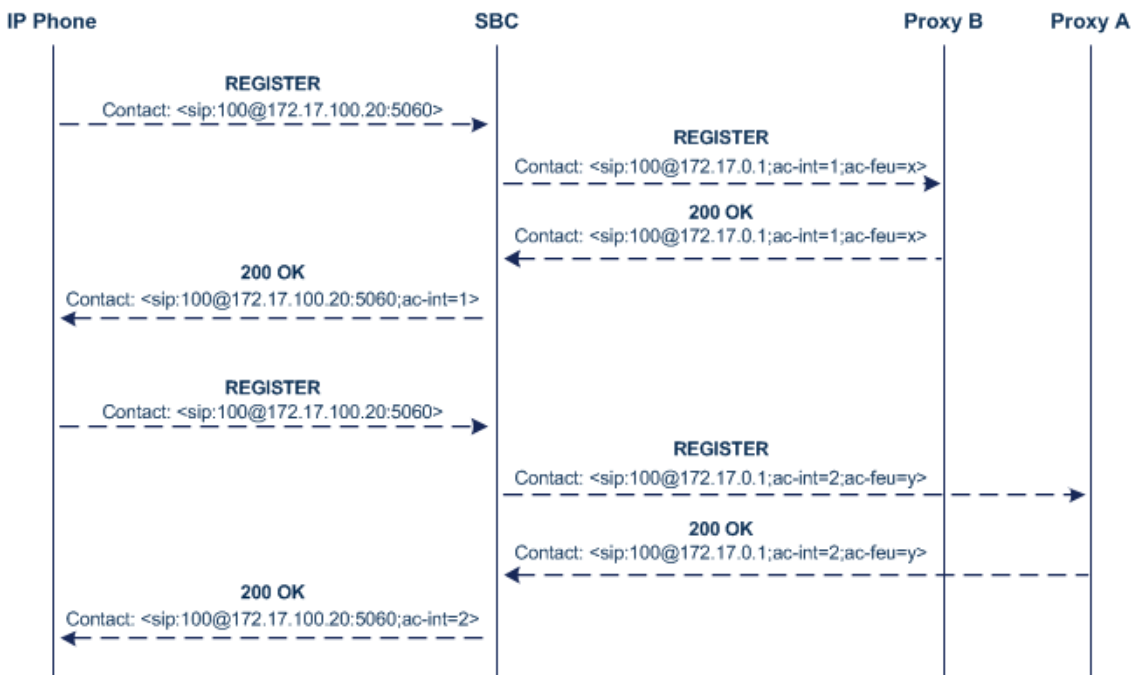 IP Phone SBC Proxy B Proxy A
REGISTER
Contact: <sip:100@172.17.100.20:5060>
REGISTER
Contact: <sip:100@172.17.0.1;ac-int=1;ac-feu=x>
200 OK
Contact: <sip:100@172.17.0.1;ac-int=1;ac-feu=x>
200 OK
Contact: <sip:100@172.17.100.20:5060;ac-int=1>
REGISTER
Contact: <sip:100@172.17.100.20:5060>
REGISTER
Contact: <sip:100@172.17.0.1;ac-int=2;ac-feu=y>
200 OK
Contact: <sip:100@172.17.0.1;ac-int=2;ac-feu=y>
200 OK
Contact: <sip:100@172.17.100.20:5060;ac-int=2>